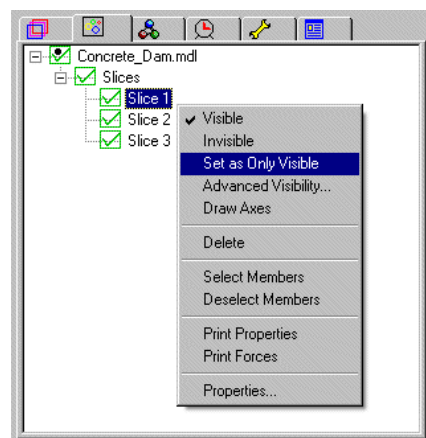 Concrete_Dam.mdl
Slices
Slice 1
Slice 2
Slice 3
Visible
Invisible
Set as Only Visible
Advanced Visibility...
Draw Axes
Delete
Select Members
Deselect Members
Print Properties
Print Forces
Properties...